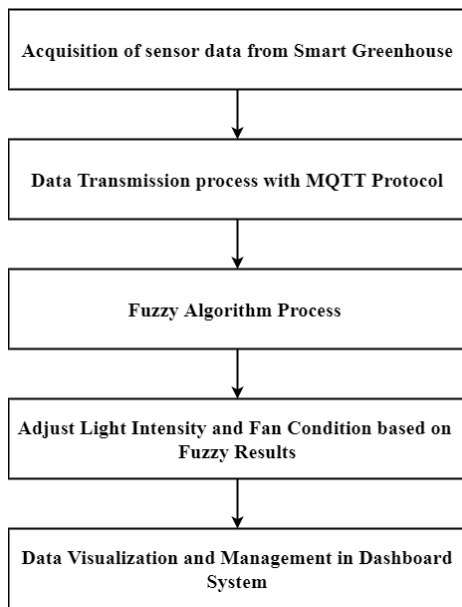 Acquisition of sensor data from Smart Greenhouse
Data Transmission process with MQTT Protocol
Fuzzy Algorithm Process
Adjust Light Intensity and Fan Condition based on
Fuzzy Results
Data Visualization and Management in Dashboard
System